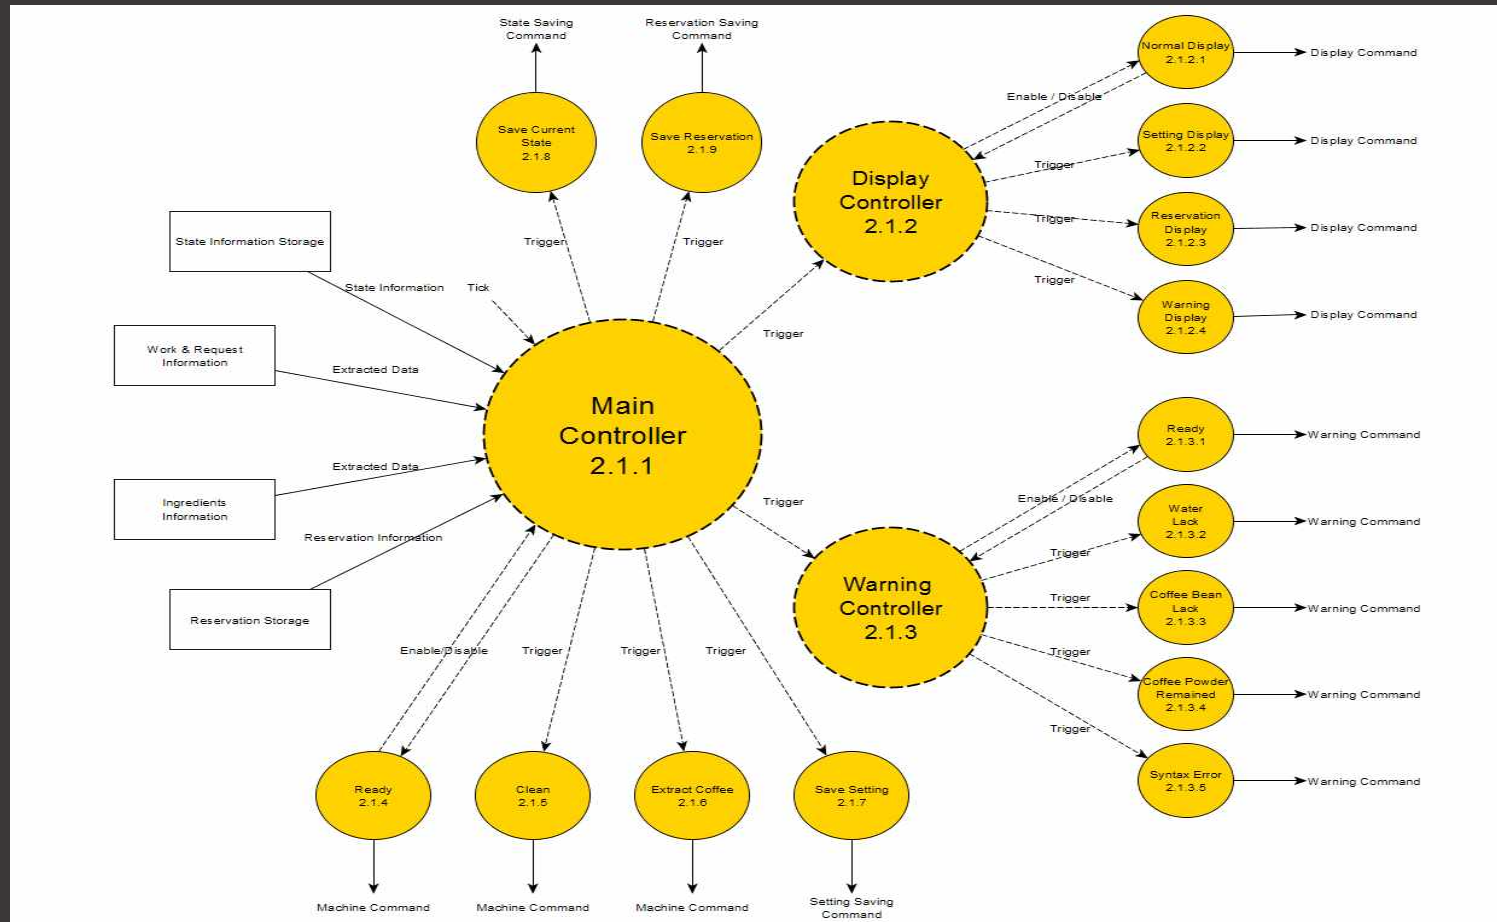 State Saving
Command
Reservation Saving
Command
Save Current
State
2.1.8
Save Reservation
2.1.9
Trigger
Trigger
State Information Storage
State Information
Tick
Work & Request
Information
Extracted Data
Ingredients
Information
Extracted Data
Reservation Information
Reservation Storage
Main
Controller
2.1.1
Trigger
Trigger
Display
Controller
2.1.2
Enable / Disable
Trigger
Trigger
Trigger
Normal Display
2.1.2.1
Display Command
Setting Display
2.1.2.2
Display Command
Reservation
Display
2.1.2.3
Display Command
Warning
Display
2.1.2.4
Display Command
Warning
Controller
2.1.3
Enable / Disable
Trigger
Trigger
Trigger
Trigger
Ready
2.1.3.1
Warning Command
Water
Lack
2.1.3.2
Warning Command
Coffee Bean
Lack
2.1.3.3
Warning Command
Coffee Powder
Remained
2.1.3.4
Warning Command
Syntax Error
2.1.3.5
Warning Command
Enable/Disable
Trigger
Trigger
Trigger
Ready
2.1.4
Clean
2.1.5
Extract Coffee
2.1.6
Save Setting
2.1.7
Machine Command
Machine Command
Machine Command
Setting Saving
Command